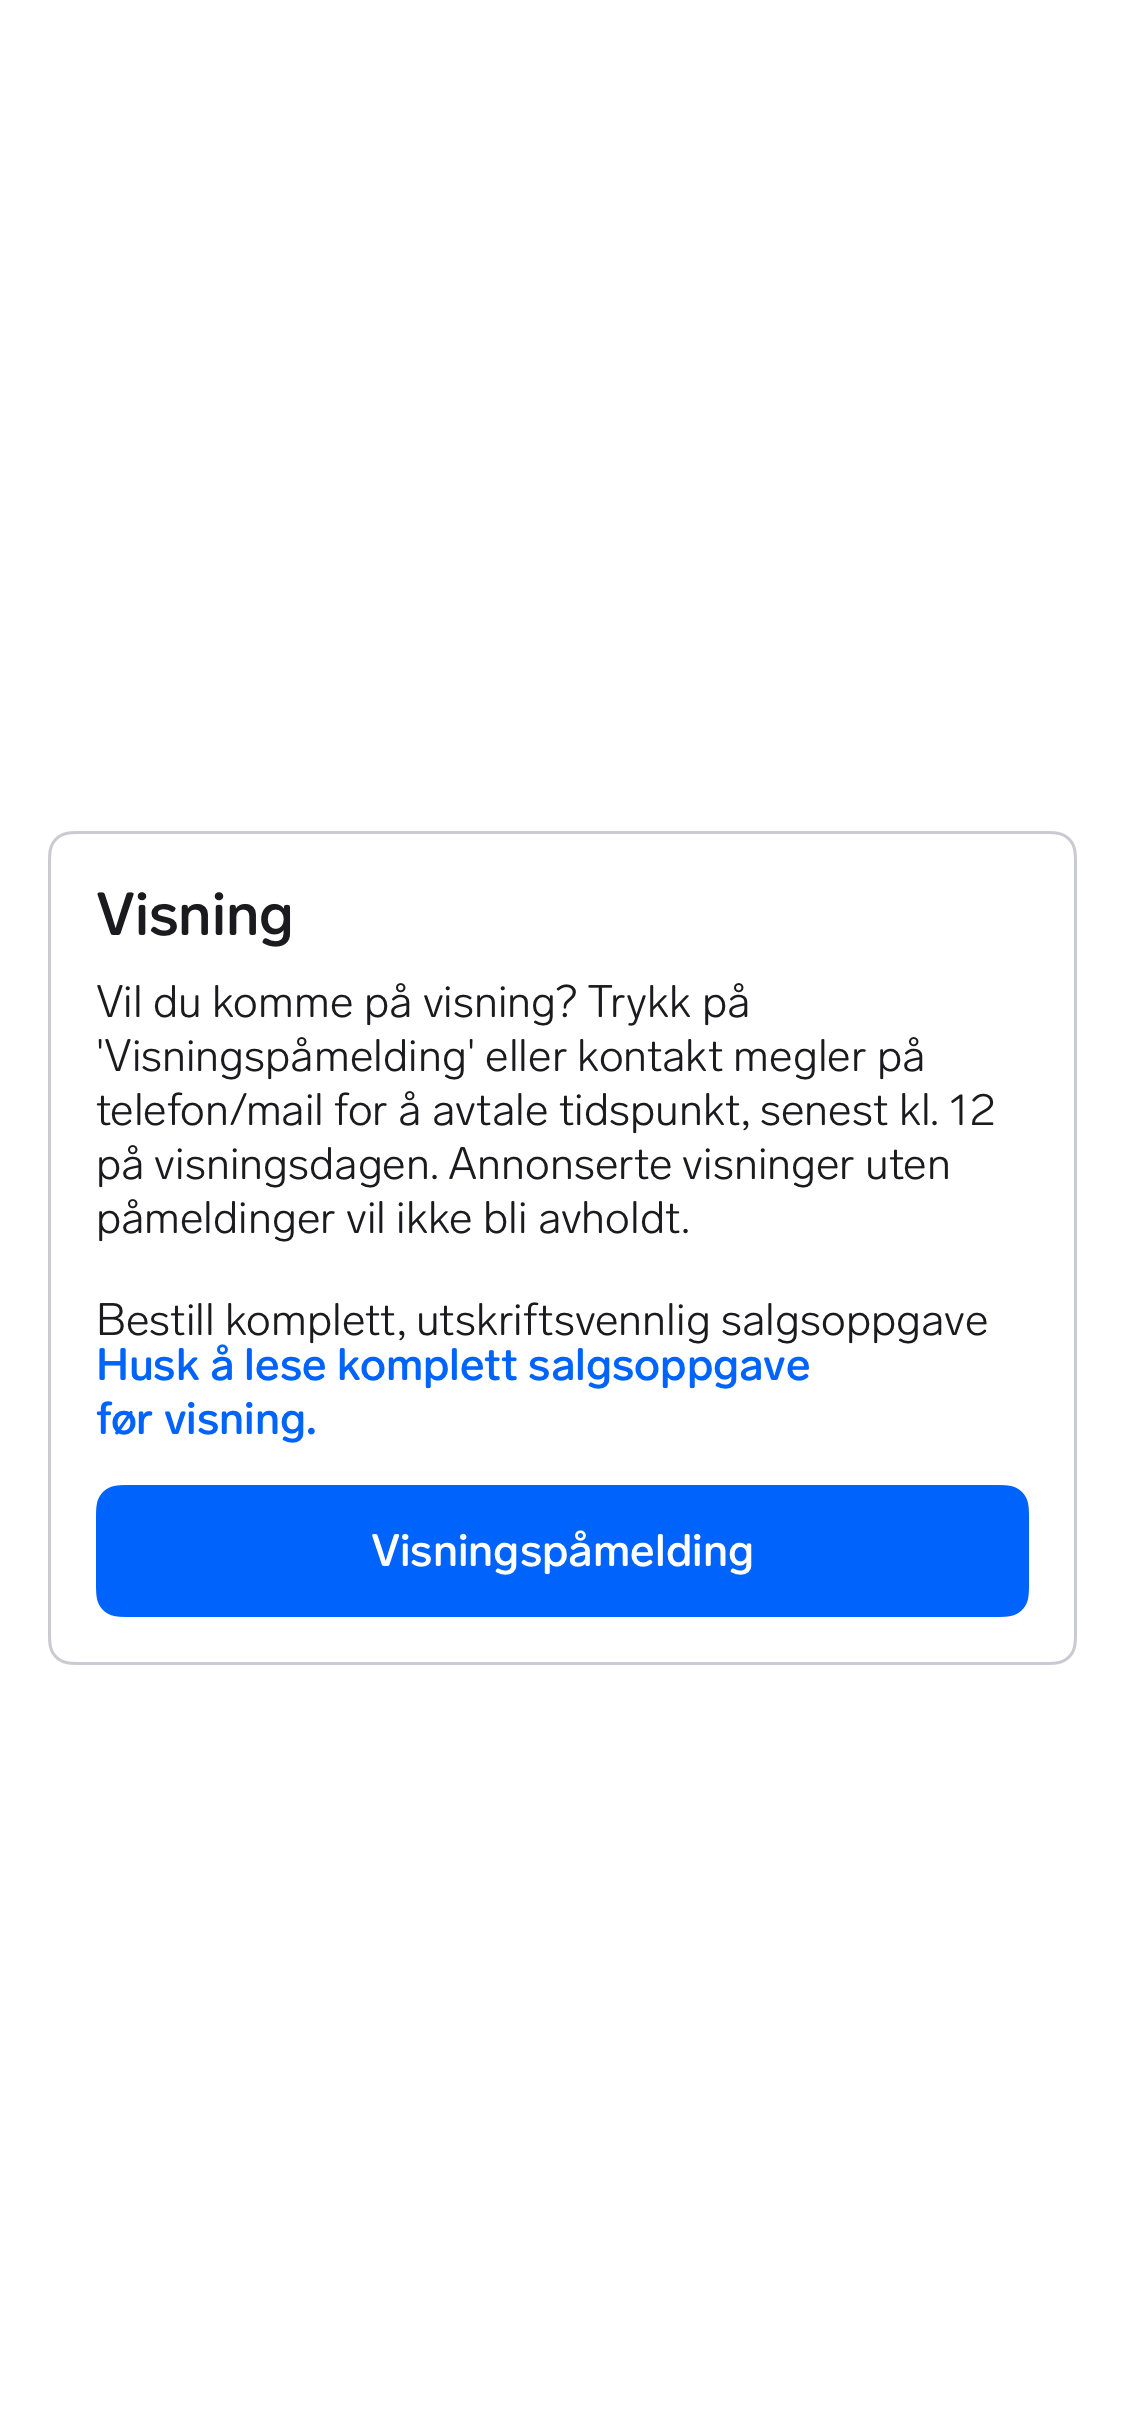 Visning
Vil du komme på visning? Trykk på
'Visningspåmelding' eller kontakt megler på
telefon/mail for å avtale tidspunkt, senest kl. 12
på visningsdagen. Annonserte visninger uten
påmeldinger vil ikke bli avholdt.
Bestill komplett, utskriftsvennlig salgsoppgave
Husk å lese komplett salgsoppgave
før visning.
Visningspåmelding